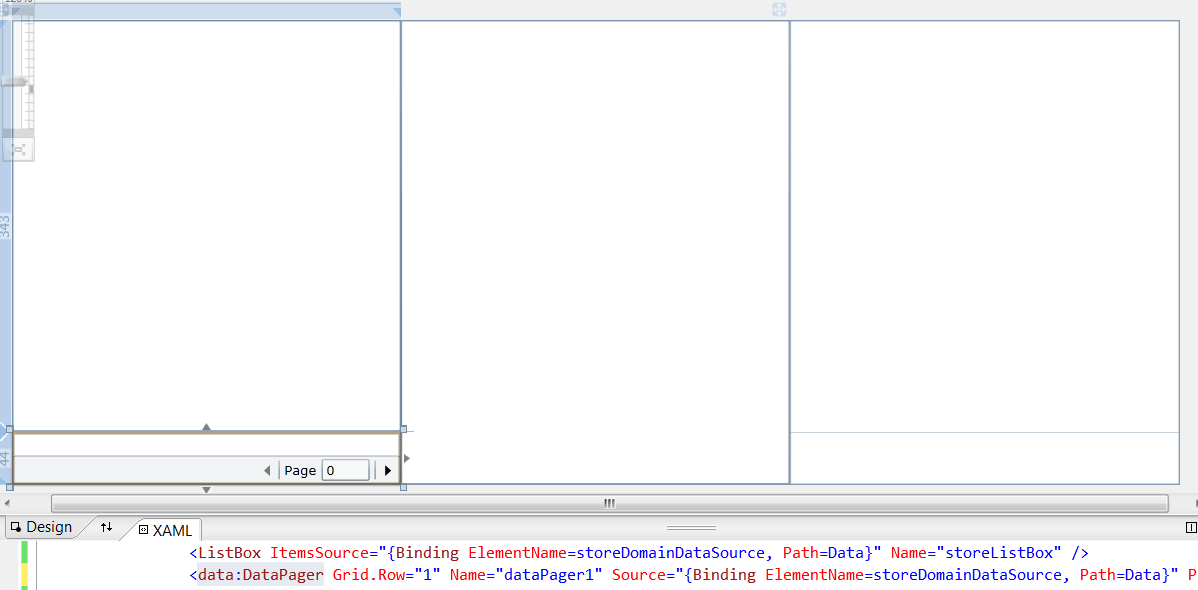 343
44
Page 0
Design
XAML
<ListBox ItemsSource="{Binding ElementName=storeDomainDataSource, Path=Data}" Name="storeListBox" />
<data:DataPager Grid.Row="1" Name="dataPager1" Source="{Binding ElementName=storeDomainDataSource, Path=Data}" P